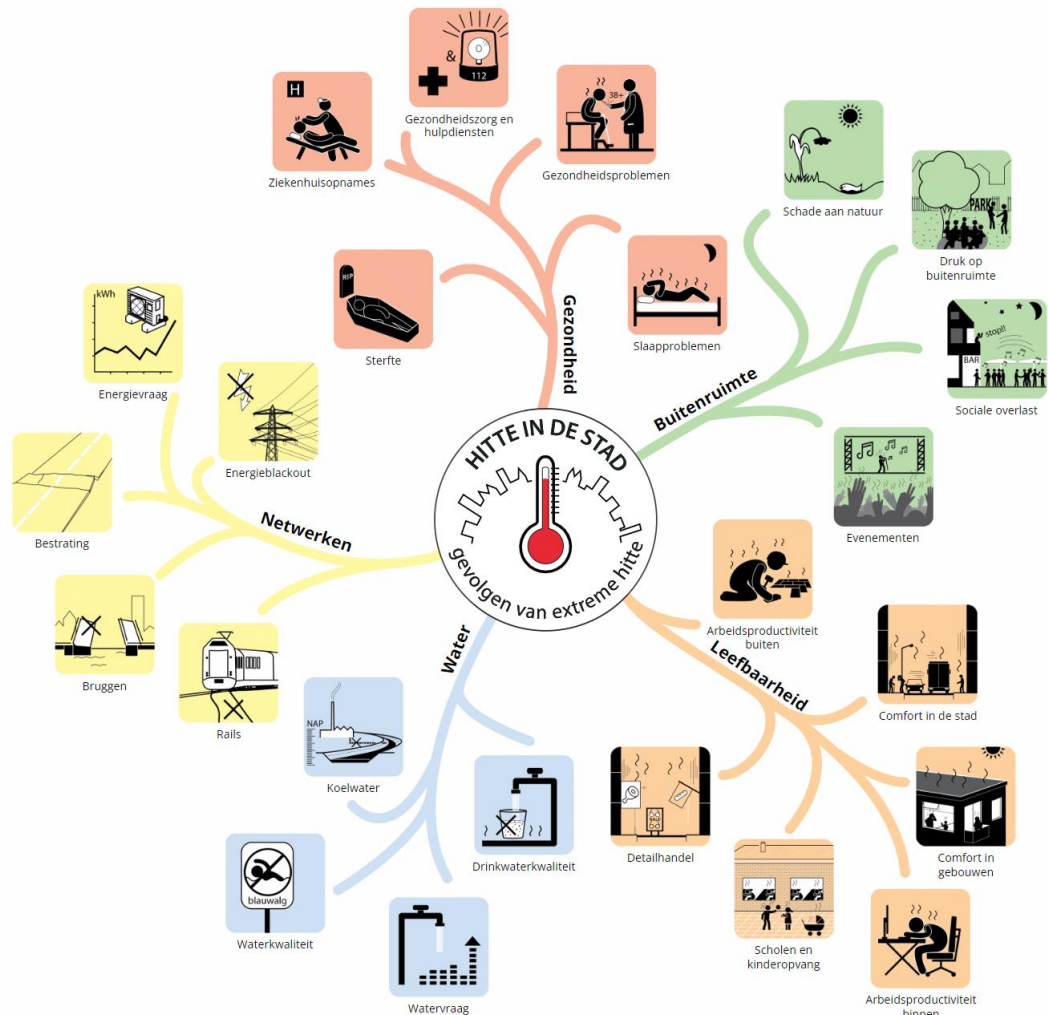 HITTE IN DE STAD
gevolgen van extreme hitte
Gezondheid
H
Ziekenhuisopnames
&
112
Gezondheidszorg en
hulpdiensten
38+
Gezondheidsproblemen
RIP
Sterfte
Slaapproblemen
Buitenruimte
Schade aan natuur
PARK
Druk op
buitenruimte
stop!!
BAR
Sociale overlast
Evenementen
Leefbaarheid
Arbeidsproductiviteit
buiten
Comfort in de stad
Comfort in
gebouwen
Arbeidsproductiviteit
binnen
Scholen en
kinderopvang
Detailhandel
Water
NAP
Koelwater
Drinkwaterkwaliteit
blauwalg
Waterkwaliteit
Watervraag
Netwerken
kWh
Energievraag
Energieblackout
Bestrating
Bruggen
Rails